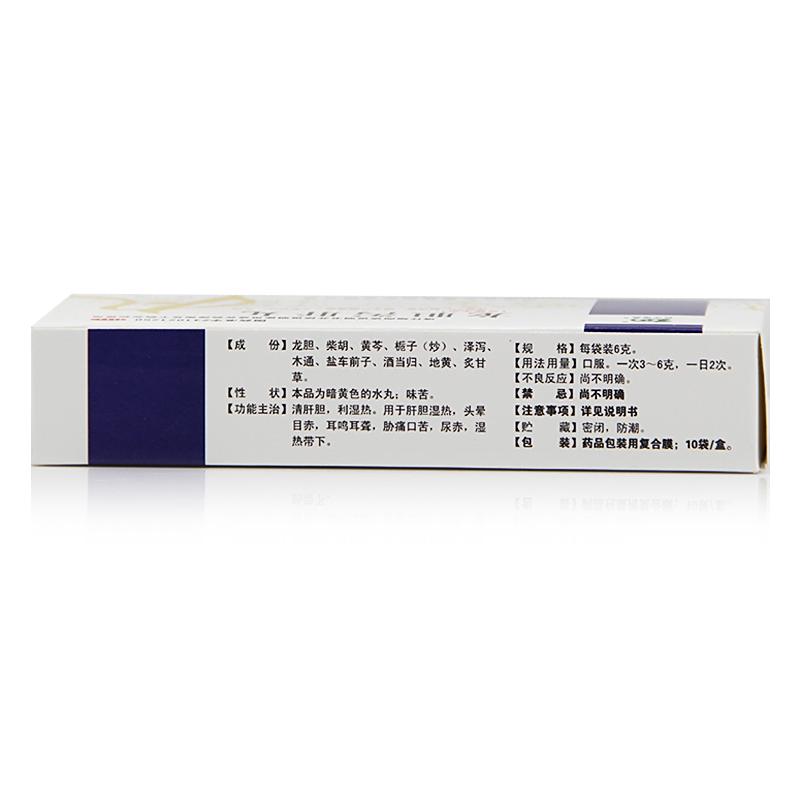 龙胆泻肝丸
【成　份】龙胆、柴胡、黄芩、栀子（炒）、泽泻、
木通、盐车前子、酒当归、地黄、炙甘
草。
【性　状】本品为暗黄色的水丸；味苦。
【功能主治】清肝胆，利湿热。用于肝胆湿热，头晕
目赤，耳鸣耳聋，胁痛口苦，尿赤，湿
热带下。
【规　格】每袋装6克。
【用法用量】口服。一次3～6克，一日2次。
【不良反应】尚不明确。
【禁　忌】尚不明确
【注意事项】详见说明书
【贮　藏】密闭，防潮。
【包　装】药品包装用复合膜；10袋/盒。